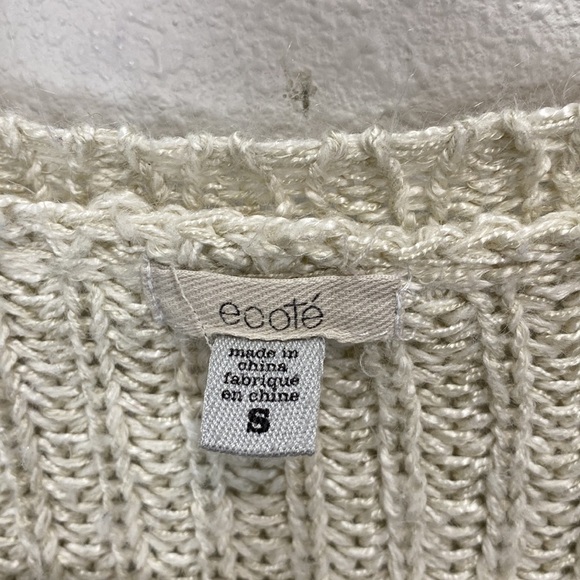 ecoté
made in
china
fabriqué
en chine
S